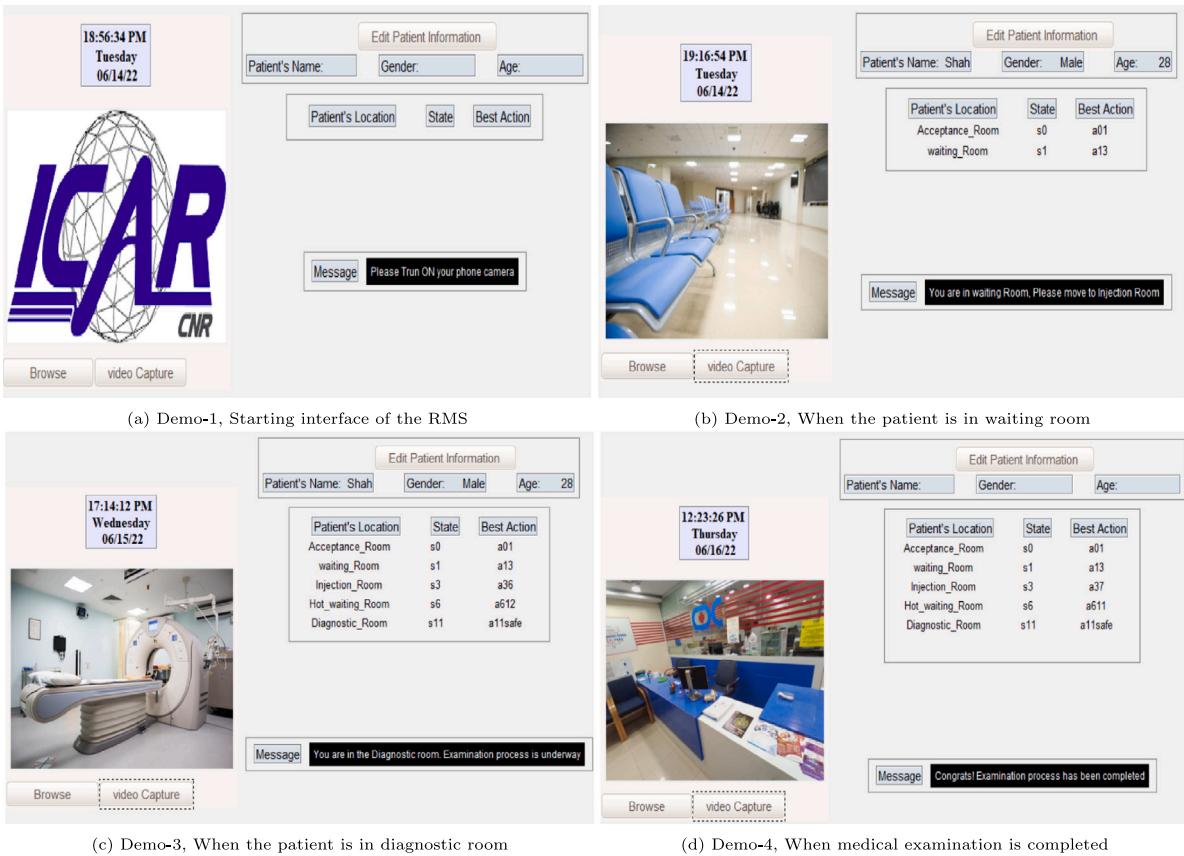 18:56:34 PM
Tuesday
06/14/22
Edit Patient Information
Patient's Name: Gender: Age:
Patient's Location State Best Action
ICAR
CNR
Message Please Trun ON your phone camera
Browse video Capture
(a) Demo-1, Starting interface of the RMS
19:16:54 PM
Tuesday
06/14/22
Edit Patient Information
Patient's Name: Shah Gender: Male Age: 28
Patient's Location State Best Action
Acceptance_Room s0 a01
waiting_Room s1 a13
Message You are in waiting Room, Please move to Injection Room
Browse video Capture
(b) Demo-2, When the patient is in waiting room
17:14:12 PM
Wednesday
06/15/22
Edit Patient Information
Patient's Name: Shah Gender: Male Age: 28
Patient's Location State Best Action
Acceptance_Room s0 a01
waiting_Room s1 a13
Injection_Room s3 a36
Hot_waiting_Room s6 a612
Diagnostic_Room s11 a11safe
Message You are in the Diagnostic room. Examination process is underway
Browse video Capture
(c) Demo-3, When the patient is in diagnostic room
12:23:26 PM
Thursday
06/16/22
Edit Patient Information
Patient's Name: Gender: Age:
Patient's Location State Best Action
Acceptance_Room s0 a01
waiting_Room s1 a13
Injection_Room s3 a37
Hot_waiting_Room s6 a611
Diagnostic_Room s11 a11safe
Message Congrats! Examination process has been completed
Browse video Capture
(d) Demo-4, When medical examination is completed